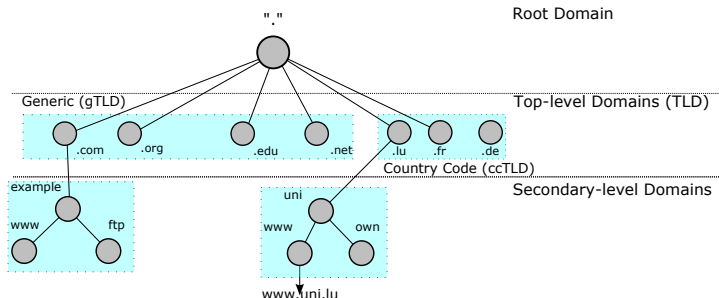 "."
Root Domain
Generic (gTLD)
Top-level Domains (TLD)
.com
.org
.edu
.net
.lu
.fr
.de
Country Code (ccTLD)
Secondary-level Domains
example
www
ftp
uni
www
own
www.uni.lu